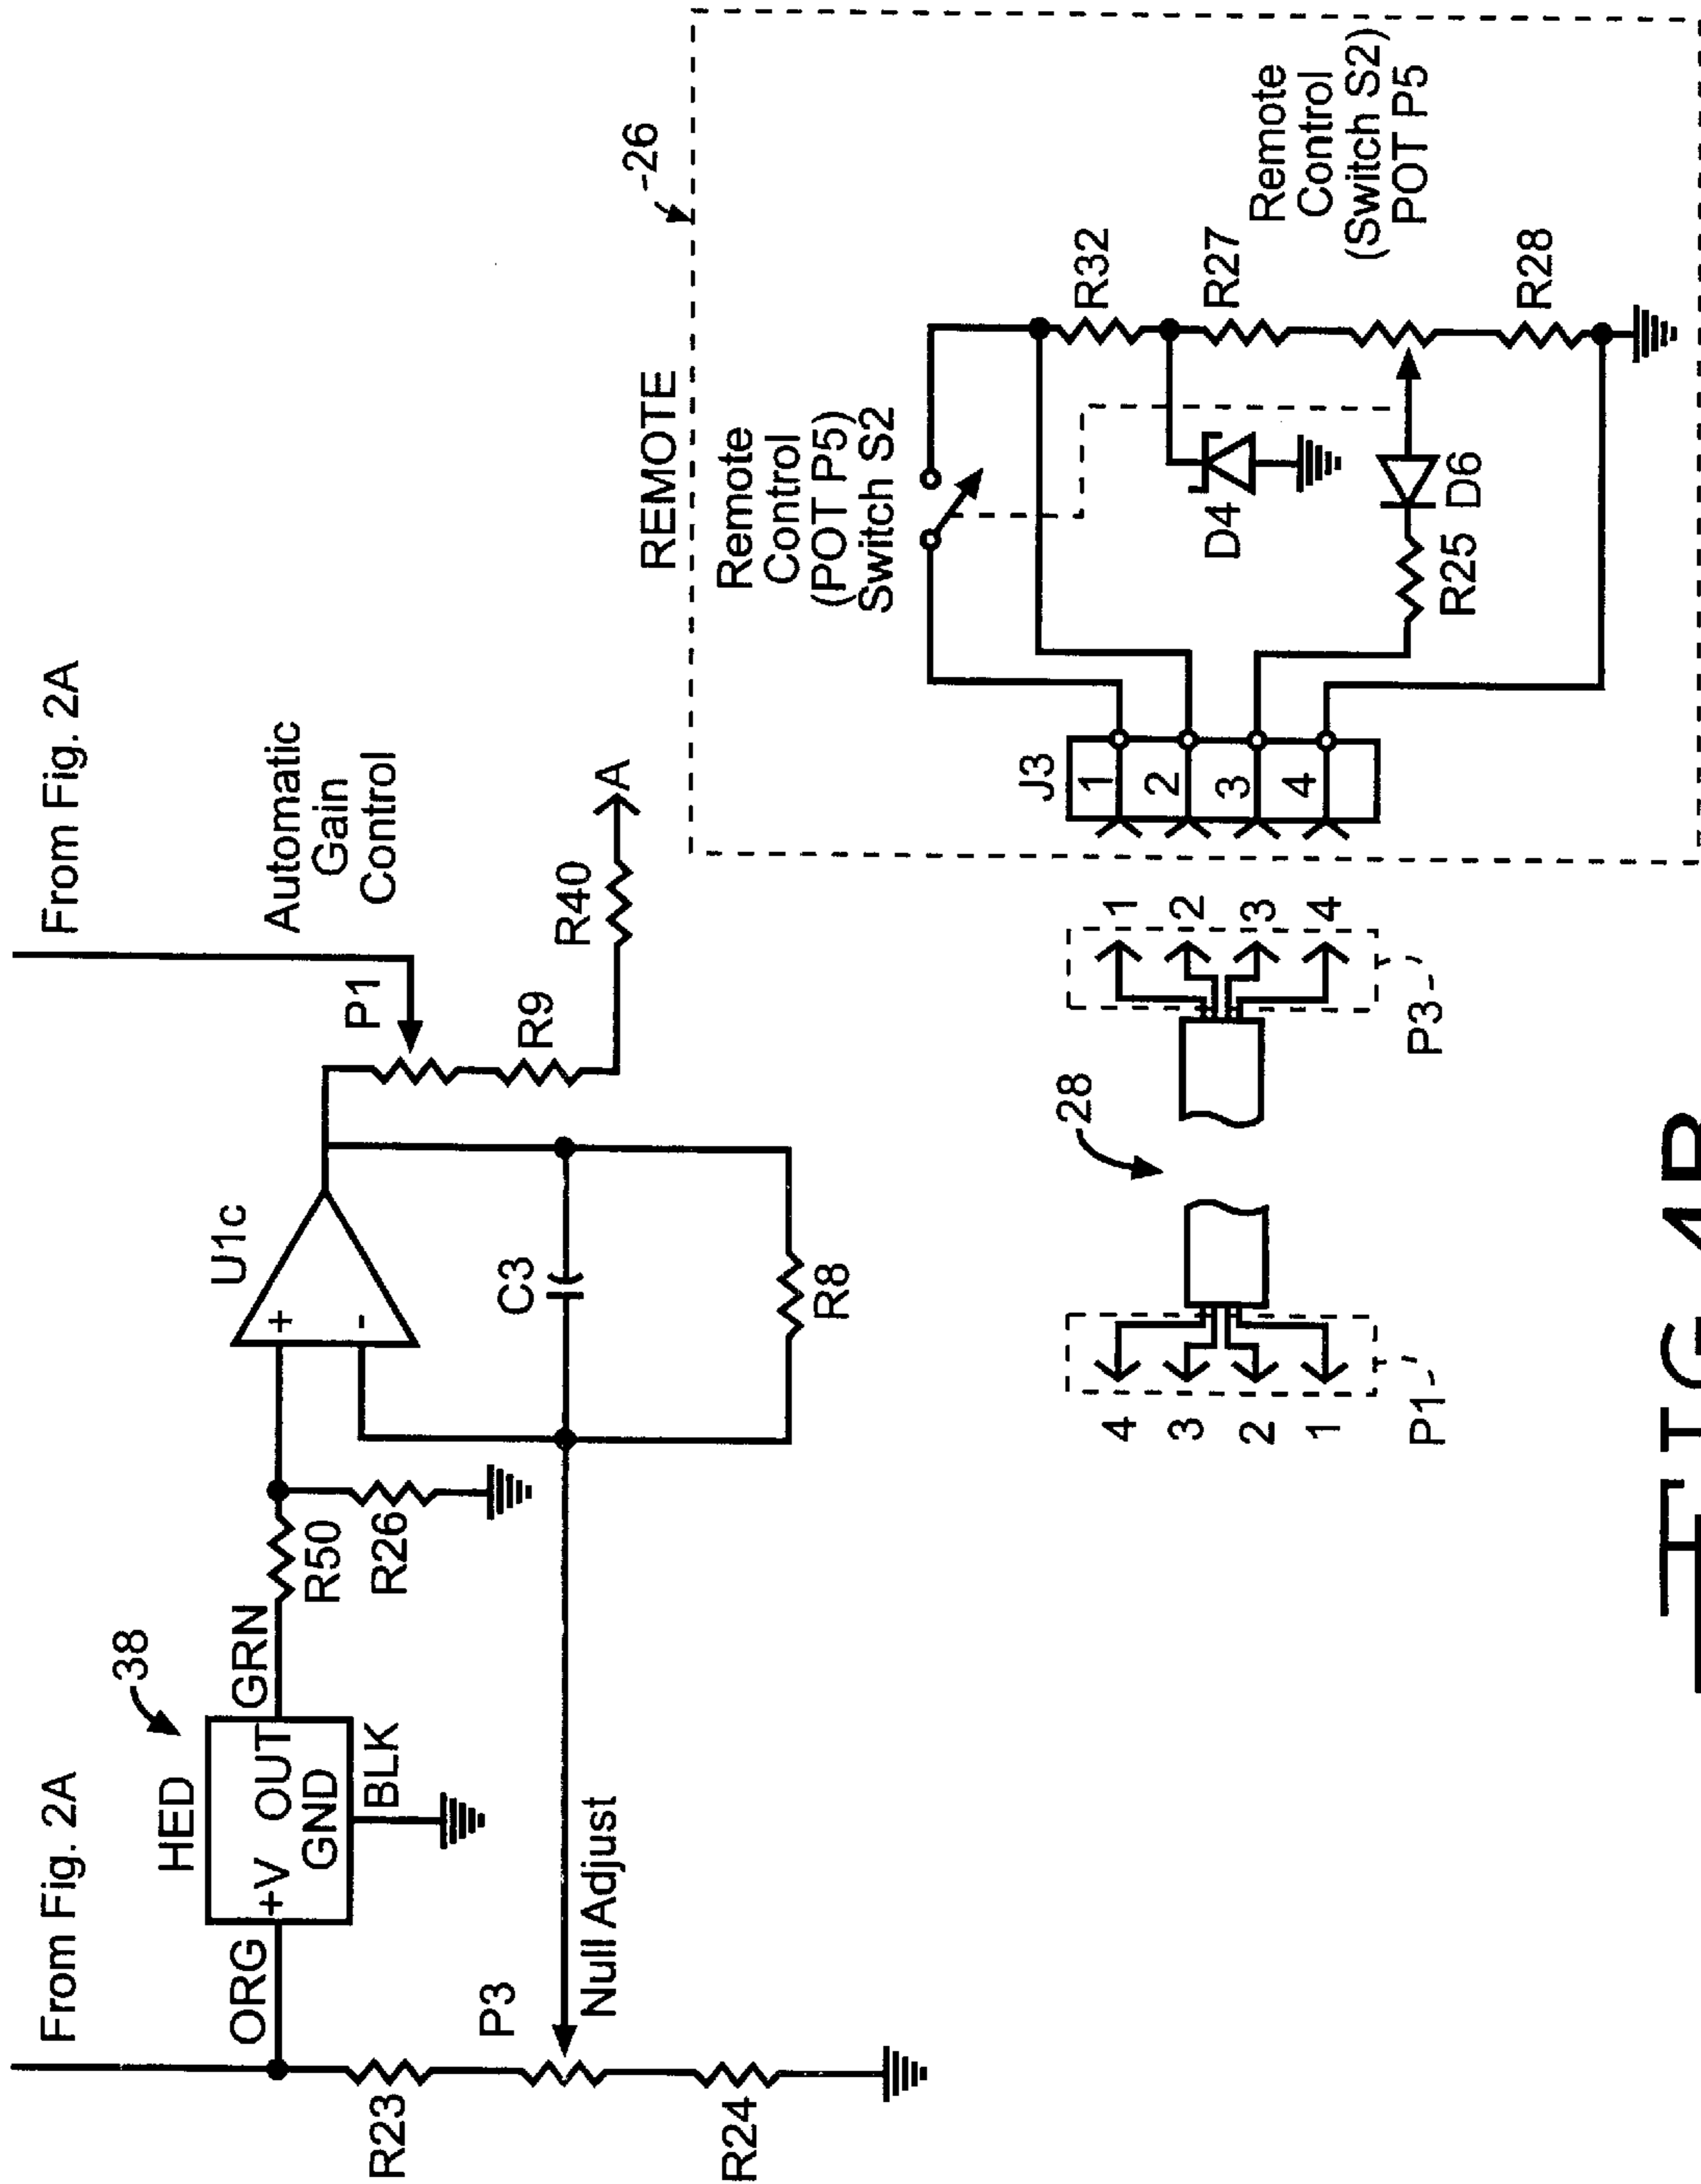 From Fig. 2A
From Fig. 2A
HED
38
ORG
+V OUT
GND
GRN
BLK
R50
R26
U1c
+
-
P1
Automatic
Gain
Control
R9
R40
A
R23
P3
R24
Null Adjust
C3
R8
REMOTE
26
Remote
Control
(POT P5)
Switch S2
R32
R27
Remote
Control
(Switch S2)
POT P5
R28
D4
D6
R25
J3
1
2
3
4
28
4
3
2
1
P1
1
2
3
4
P3